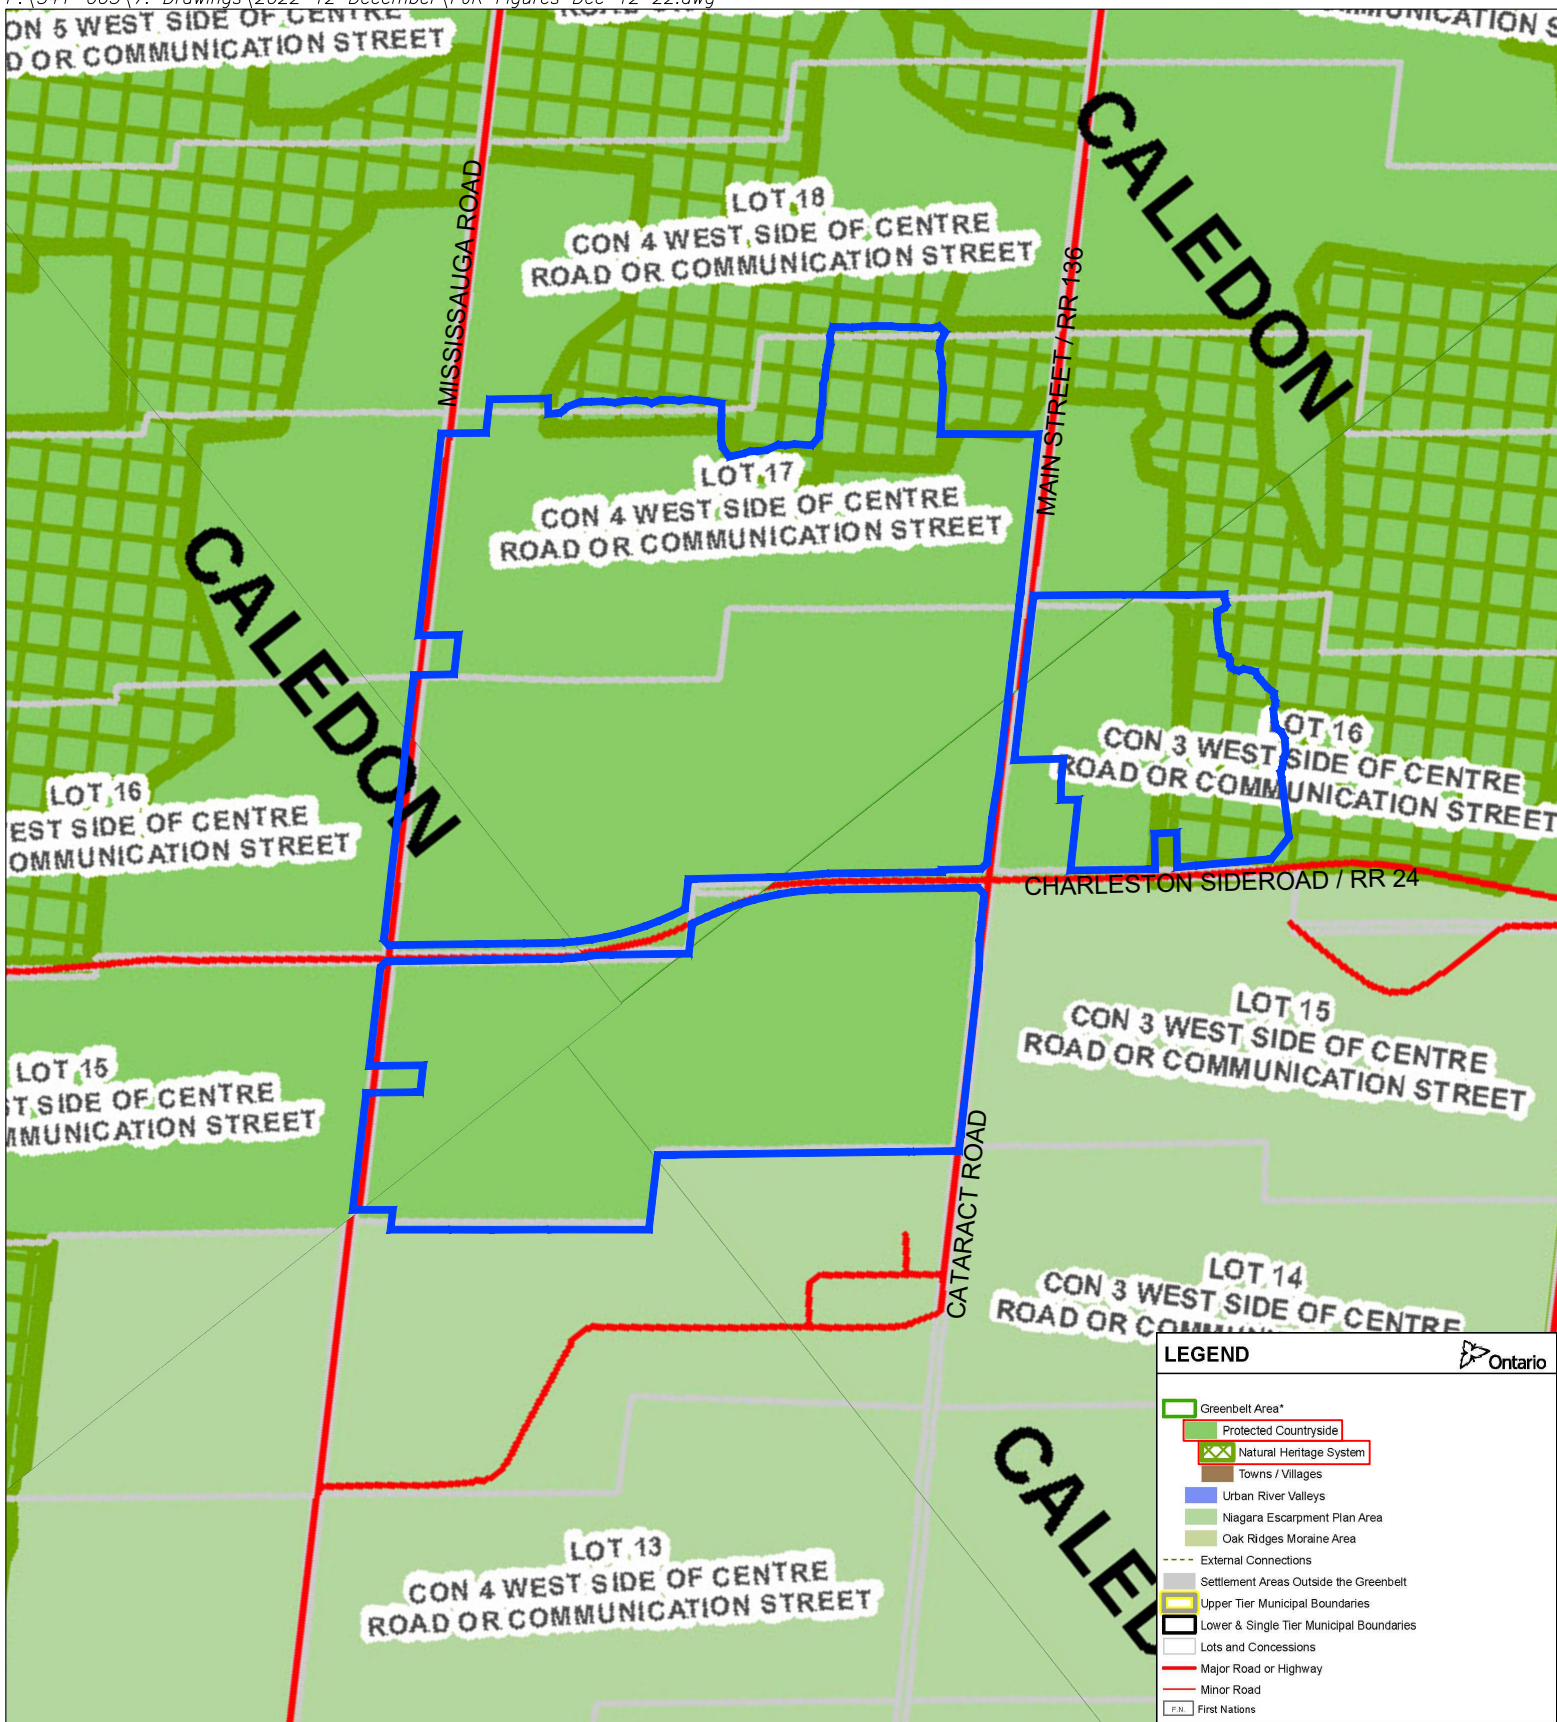 ON 5 WEST SIDE OF CENTRE
D OR COMMUNICATION STREET
MISSISSAUGA ROAD
LOT 18
CON 4 WEST SIDE OF CENTRE
ROAD OR COMMUNICATION STREET
MAIN STREET / RR 136
CALEDON
LOT 17
CON 4 WEST SIDE OF CENTRE
ROAD OR COMMUNICATION STREET
CALEDON
LOT 16
EST SIDE OF CENTRE
OMMUNICATION STREET
OT 16
CON 3 WEST SIDE OF CENTRE
ROAD OR COMMUNICATION STREET
CHARLESTON SIDEROAD / RR 24
LOT 15
CON 3 WEST SIDE OF CENTRE
ROAD OR COMMUNICATION STREET
LOT 15
ST SIDE OF CENTRE
MMUNICATION STREET
CATARACT ROAD
LOT 14
CON 3 WEST SIDE OF CENTRE
ROAD OR
LOT 13
CON 4 WEST SIDE OF CENTRE
ROAD OR COMMUNICATION STREET
CALED
LEGEND
Ontario
Greenbelt Area*
Protected Countryside
Natural Heritage System
Towns / Villages
Urban River Valleys
Niagara Escarpment Plan Area
Oak Ridges Moraine Area
External Connections
Settlement Areas Outside the Greenbelt
Upper Tier Municipal Boundaries
Lower & Single Tier Municipal Boundaries
Lots and Concessions
Major Road or Highway
Minor Road
F.N. First Nations